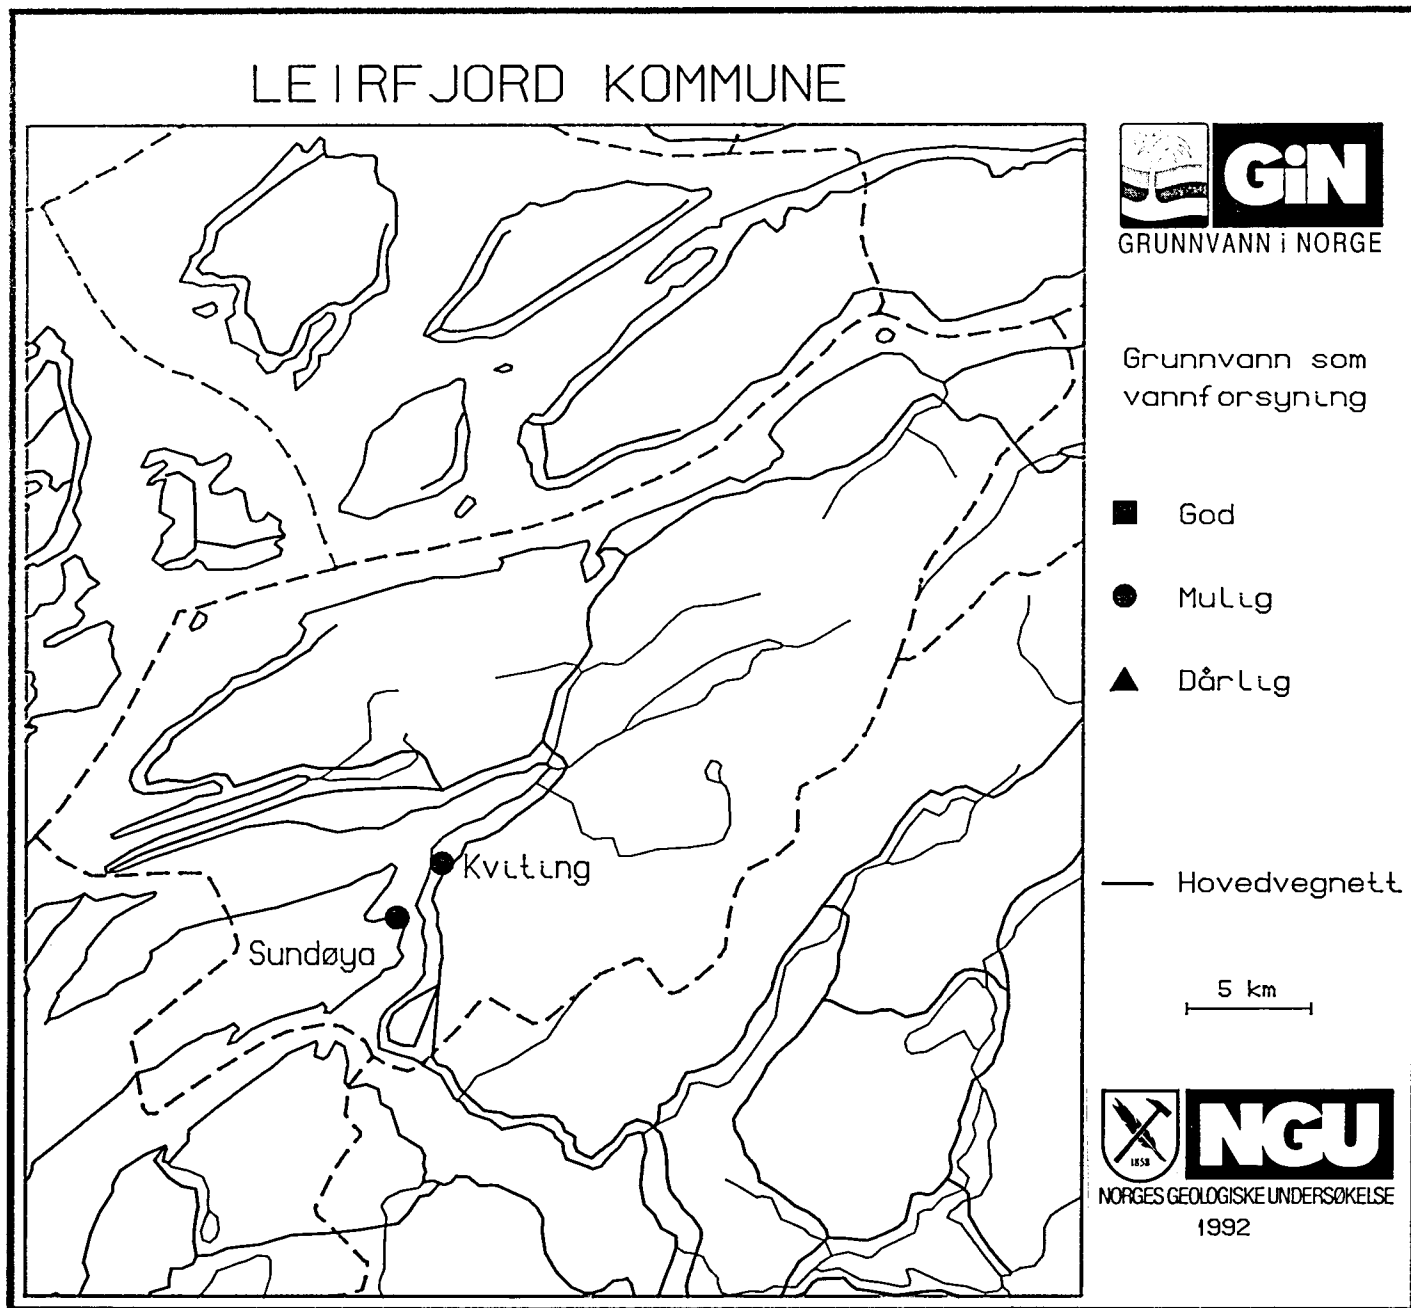 LEIRFJORD KOMMUNE
GiN
GRUNNVANN i NORGE
Grunnvann som
vannforsyning
God
Mulig
Dårlig
Kviting
Hovedvegnett
Sundøya
5 km
1858
NGU
NORGES GEOLOGISKE UNDERSØKELSE
1992